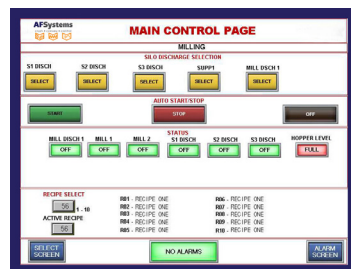 AFSystems
MAIN CONTROL PAGE
MILLING
SILO DISCHARGE SELECTION
S1 DISCH S2 DISCH S3 DISCH SUPP1 MILL DSCH 1
SELECT SELECT SELECT SELECT SELECT
AUTO START/STOP
START STOP OFF
STATUS
MILL DISCH 1 MILL 1 MILL 2 S1 DISCH S2 DISCH S3 DISCH HOPPER LEVEL
OFF OFF OFF OFF OFF OFF FULL
RECIPE SELECT
56 1 - 10
ACTIVE RECIPE
56
R01 - RECIPE ONE R06 - RECIPE ONE
R02 - RECIPE ONE R07 - RECIPE ONE
R03 - RECIPE ONE R08 - RECIPE ONE
R04 - RECIPE ONE R09 - RECIPE ONE
R05 - RECIPE ONE R10 - RECIPE ONE
SELECT SCREEN NO ALARMS ALARM SCREEN